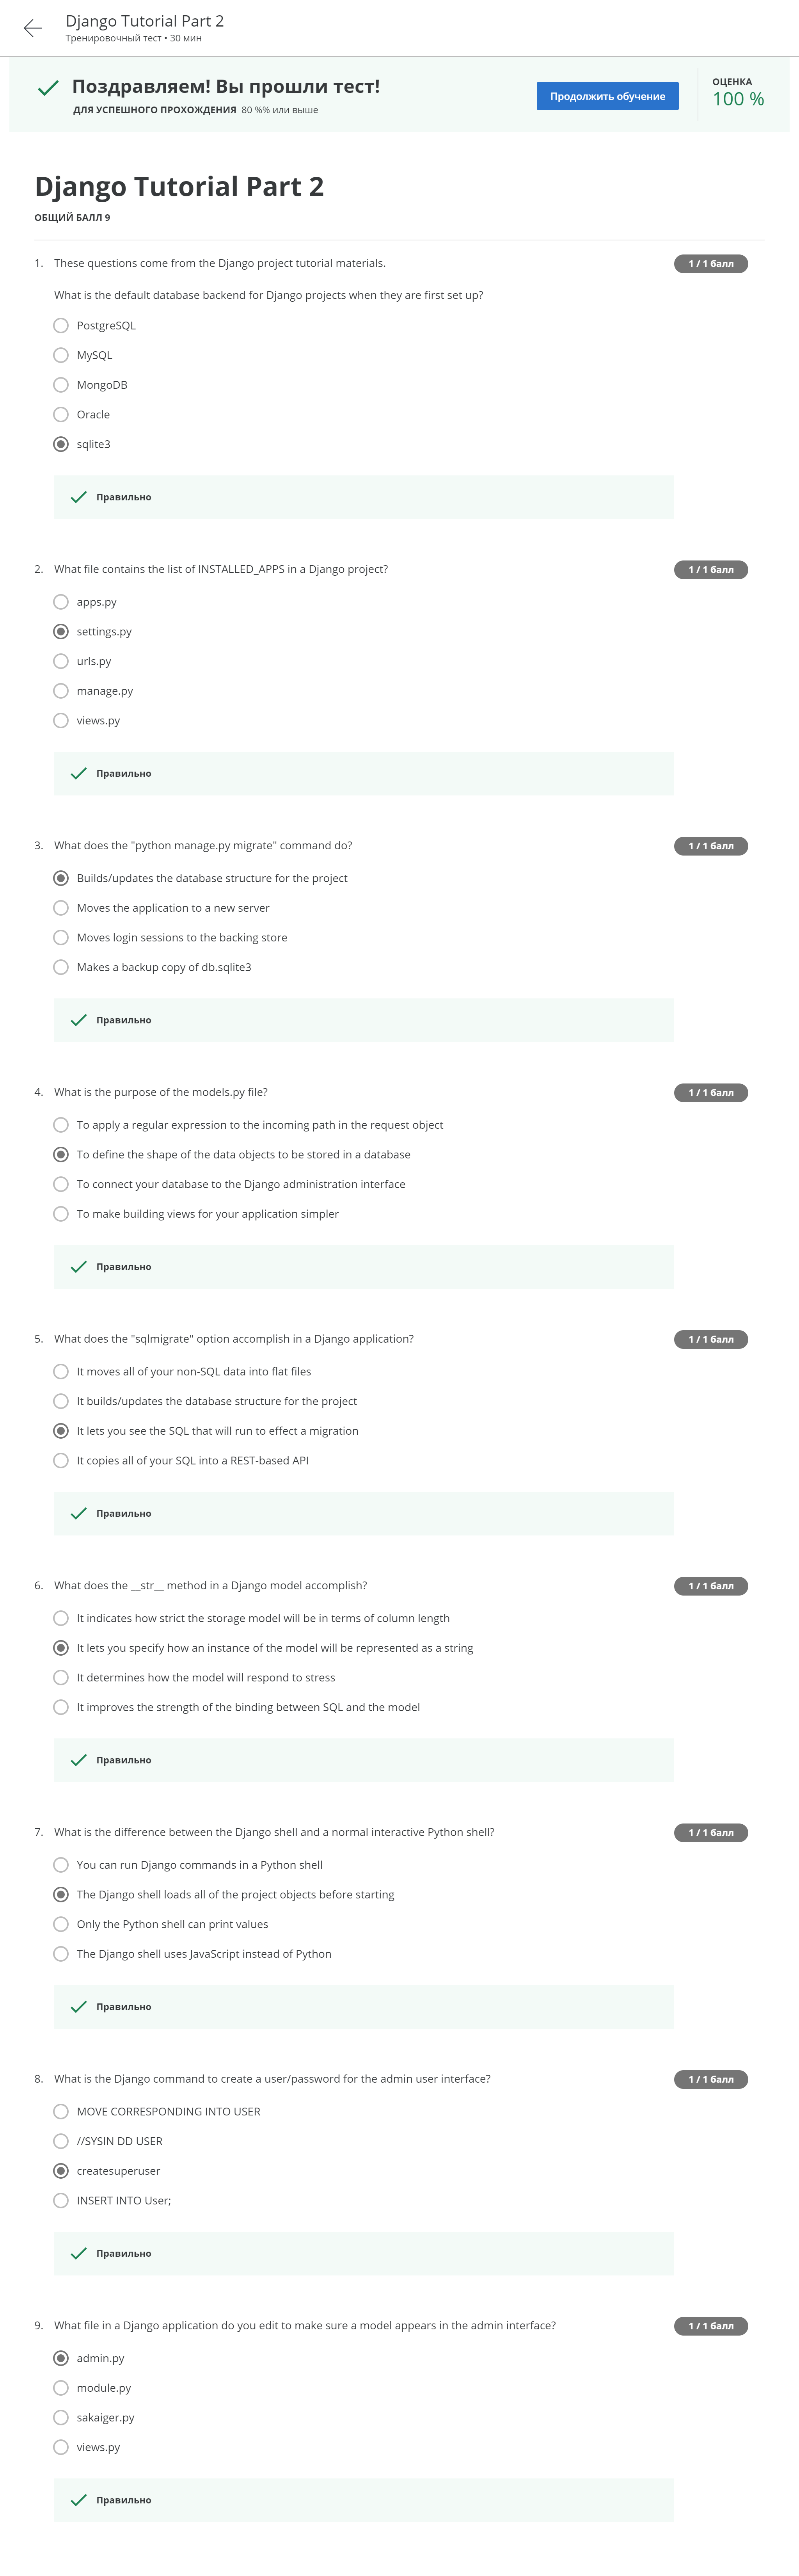 Django Tutorial Part 2
Тренировочный тест • 30 мин
Поздравляем! Вы прошли тест!
ДЛЯ УСПЕШНОГО ПРОХОЖДЕНИЯ 80 %% или выше
Продолжить обучение
ОЦЕНКА
100 %
Django Tutorial Part 2
ОБЩИЙ БАЛЛ 9
1. These questions come from the Django project tutorial materials.
1 / 1 балл
What is the default database backend for Django projects when they are first set up?
PostgreSQL
MySQL
MongoDB
Oracle
sqlite3
Правильно
2. What file contains the list of INSTALLED_APPS in a Django project?
1 / 1 балл
apps.py
settings.py
urls.py
manage.py
views.py
Правильно
3. What does the "python manage.py migrate" command do?
1 / 1 балл
Builds/updates the database structure for the project
Moves the application to a new server
Moves login sessions to the backing store
Makes a backup copy of db.sqlite3
Правильно
4. What is the purpose of the models.py file?
1 / 1 балл
To apply a regular expression to the incoming path in the request object
To define the shape of the data objects to be stored in a database
To connect your database to the Django administration interface
To make building views for your application simpler
Правильно
5. What does the "sqlmigrate" option accomplish in a Django application?
1 / 1 балл
It moves all of your non-SQL data into flat files
It builds/updates the database structure for the project
It lets you see the SQL that will run to effect a migration
It copies all of your SQL into a REST-based API
Правильно
6. What does the __str__ method in a Django model accomplish?
1 / 1 балл
It indicates how strict the storage model will be in terms of column length
It lets you specify how an instance of the model will be represented as a string
It determines how the model will respond to stress
It improves the strength of the binding between SQL and the model
Правильно
7. What is the difference between the Django shell and a normal interactive Python shell?
1 / 1 балл
You can run Django commands in a Python shell
The Django shell loads all of the project objects before starting
Only the Python shell can print values
The Django shell uses JavaScript instead of Python
Правильно
8. What is the Django command to create a user/password for the admin user interface?
1 / 1 балл
MOVE CORRESPONDING INTO USER
//SYSIN DD USER
createsuperuser
INSERT INTO User;
Правильно
9. What file in a Django application do you edit to make sure a model appears in the admin interface?
1 / 1 балл
admin.py
module.py
sakaiger.py
views.py
Правильно